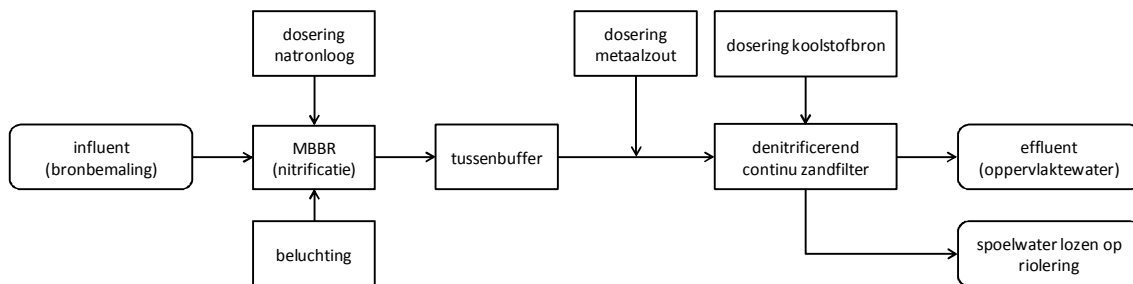 dosering
natronloog
dosering
metaalzout
dosering koolstofbron
influent
(bronbemaling)
MBBR
(nitrificatie)
tussenbuffer
denitrificerend
continu zandfilter
effluent
(oppervlaktewater)
beluchting
spoelwater lozen op
riolering